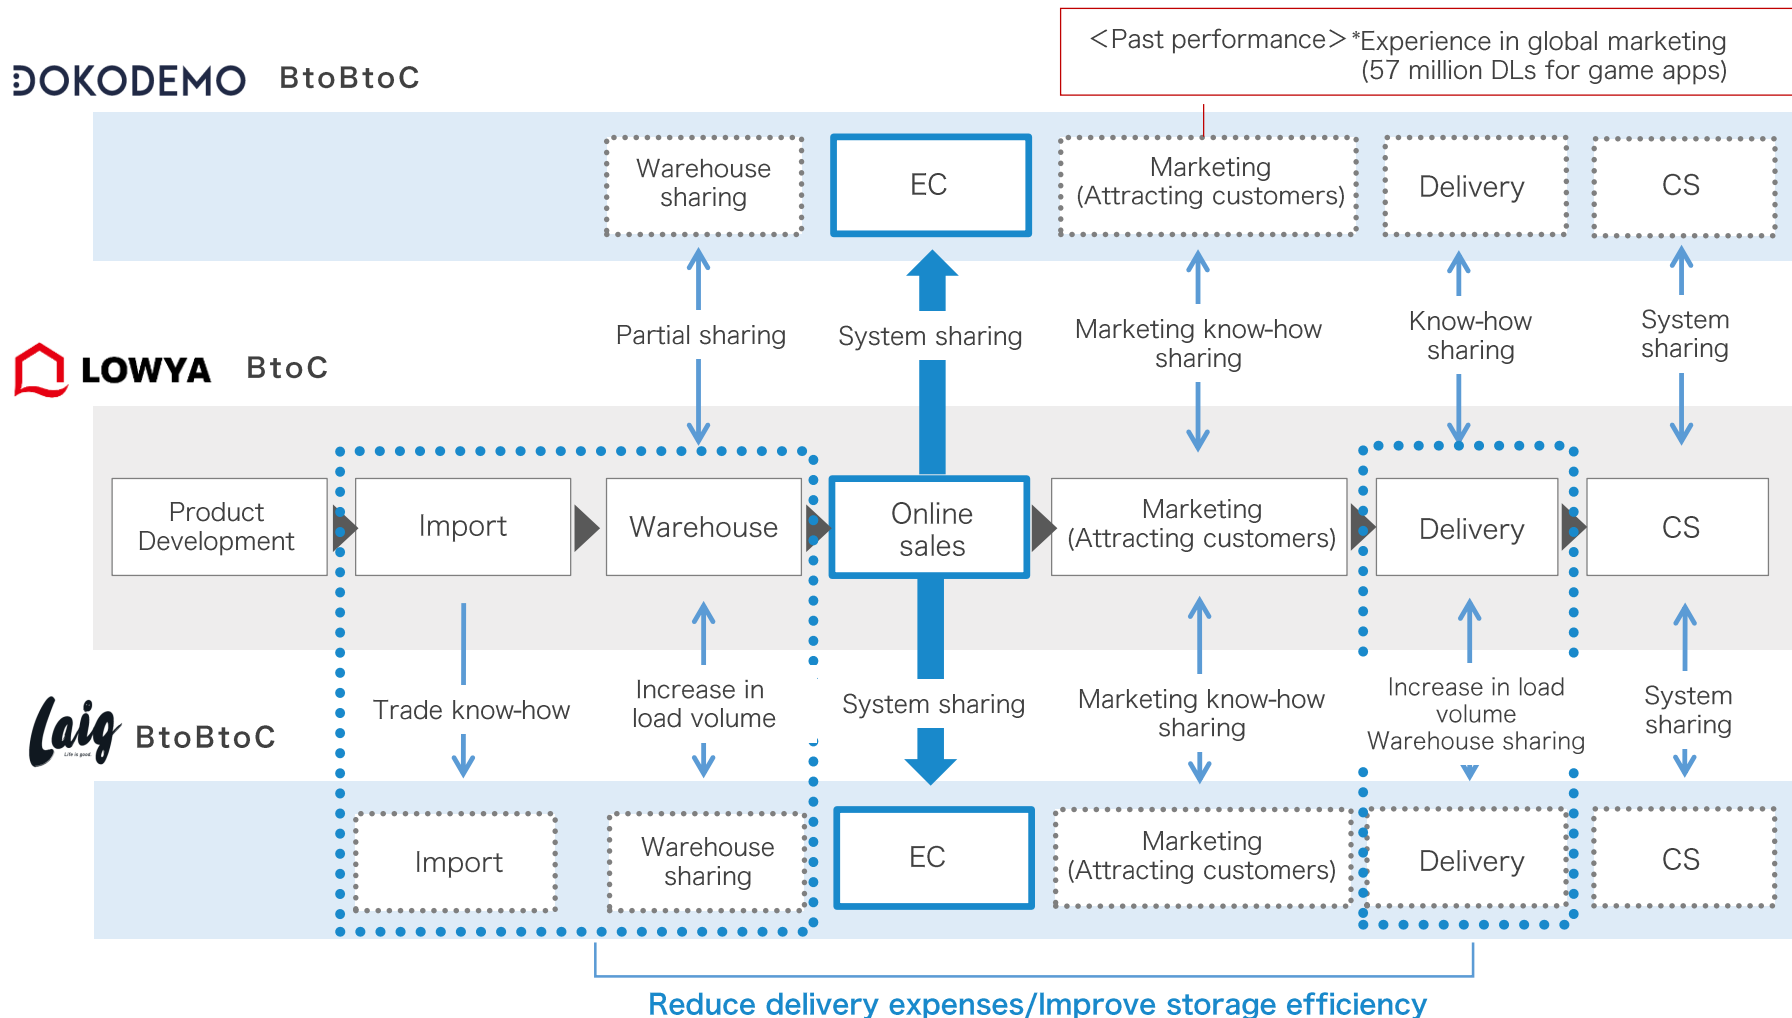 <Past performance> *Experience in global marketing
(57 million DLs for game apps)
DOKODEMO BtoBtoC
Warehouse
sharing
EC
Marketing
(Attracting customers)
Delivery
CS
Partial sharing
System sharing
Marketing know-how
sharing
Know-how
sharing
System
sharing
LOWYA BtoC
Product
Development
Import
Warehouse
Online
sales
Marketing
(Attracting customers)
Delivery
CS
Trade know-how
Increase in
load volume
System sharing
Marketing know-how
sharing
Increase in load
volume
Warehouse sharing
System
sharing
Laig BtoBtoC
Life is good.
Import
Warehouse
sharing
EC
Marketing
(Attracting customers)
Delivery
CS
Reduce delivery expenses/Improve storage efficiency